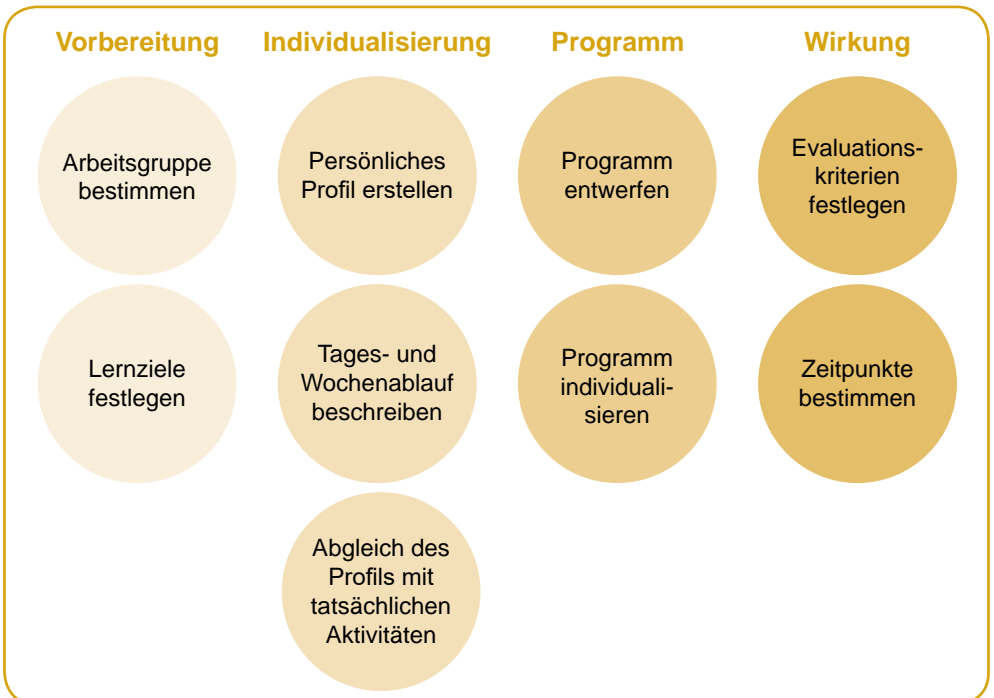 Vorbereitung
Individualisierung
Programm
Wirkung
Arbeitsgruppe
bestimmen
Persönliches
Profil erstellen
Programm
entwerfen
Evaluations-
kriterien
festlegen
Lernziele
festlegen
Tages- und
Wochenablauf
beschreiben
Programm
individuali-
sieren
Zeitpunkte
bestimmen
Abgleich des
Profils mit
tatsächlichen
Aktivitäten